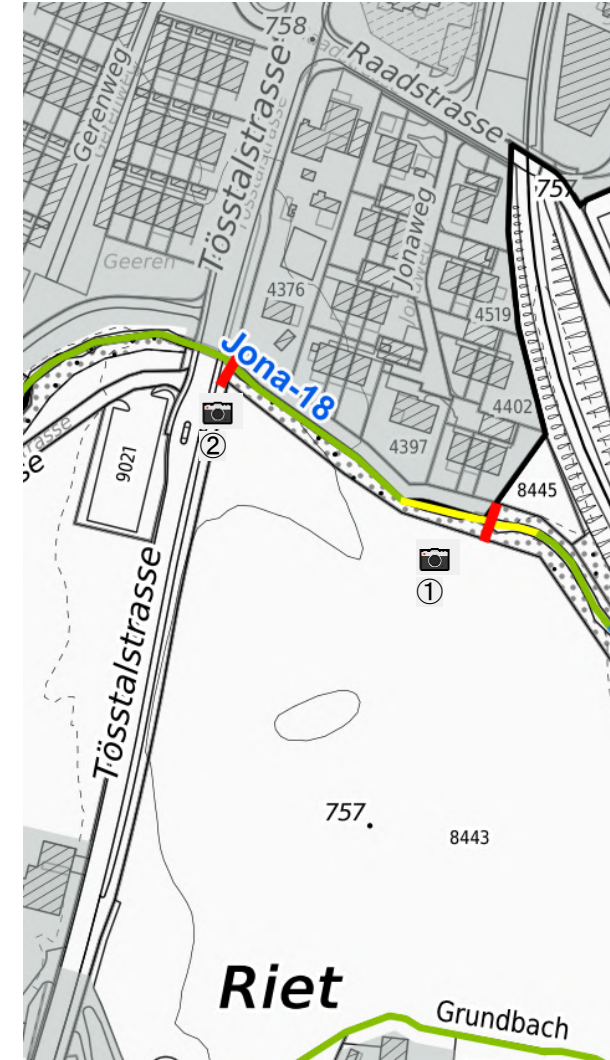 758
Raadstrasse
Gerenweg
Tösstalstrasse
757
Jonaweg
Geeren
4376
4519
Jona-18
4402
4397
②
9021
8445
①
Tösstalstrasse
757
8443
Riet
Grundbach